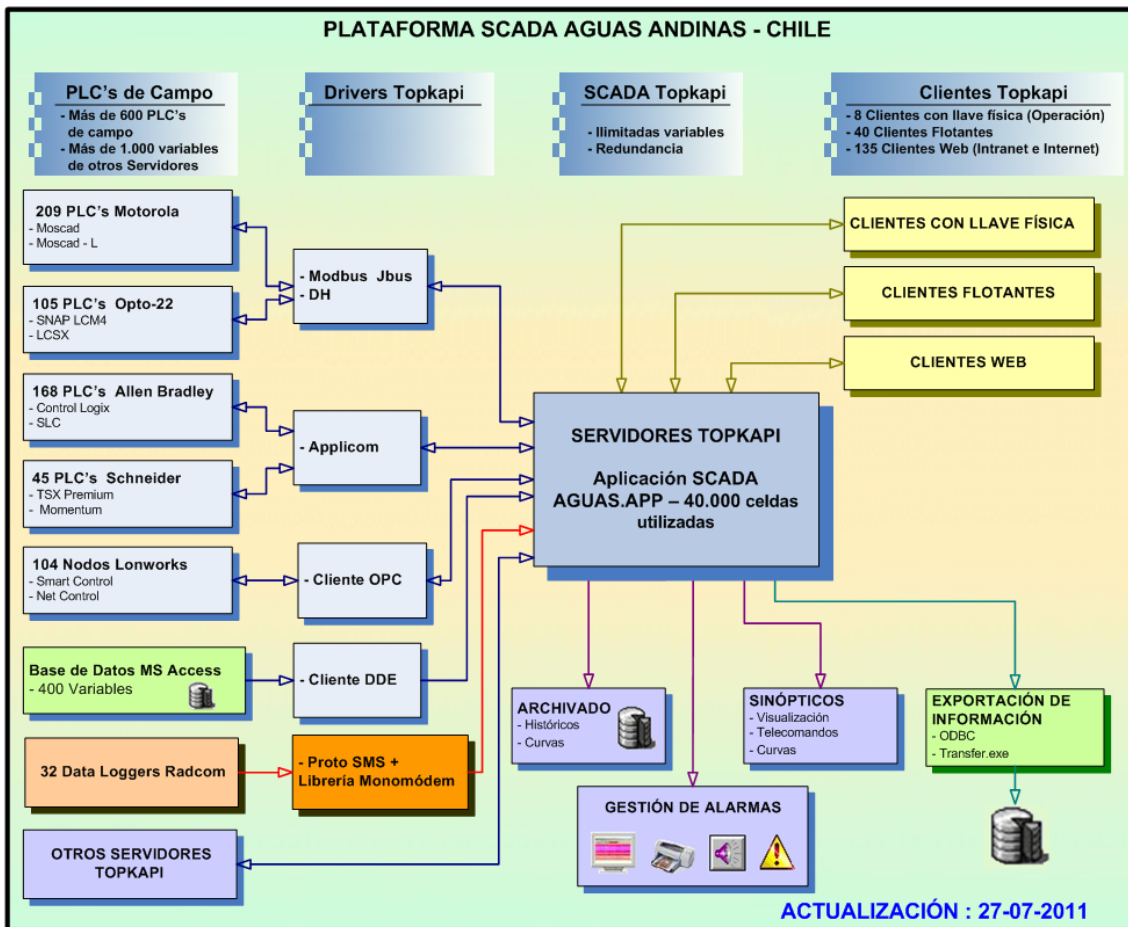 PLATAFORMA SCADA AGUAS ANDINAS - CHILE
PLC's de Campo
- Más de 600 PLC's
de campo
- Más de 1.000 variables
de otros Servidores
Drivers Topkapi
SCADA Topkapi
- Ilimitadas variables
- Redundancia
Clientes Topkapi
- 8 Clientes con llave física (Operación)
- 40 Clientes Flotantes
- 135 Clientes Web (Intranet e Internet)
209 PLC's Motorola
- Moscad
- Moscad - L
105 PLC's Opto-22
- SNAP LCM4
- LCSX
168 PLC's Allen Bradley
- Control Logix
- SLC
45 PLC's Schneider
- TSX Premium
- Momentum
104 Nodos Lonworks
- Smart Control
- Net Control
Base de Datos MS Access
- 400 Variables
32 Data Loggers Radcom
OTROS SERVIDORES
TOPKAPI
- Modbus Jbus
- DH
- Applicom
- Cliente OPC
- Cliente DDE
- Proto SMS +
Librería Monomódem
CLIENTES CON LLAVE FÍSICA
CLIENTES FLOTANTES
CLIENTES WEB
SERVIDORES TOPKAPI
Aplicación SCADA
AGUAS.APP – 40.000 celdas
utilizadas
ARCHIVADO
- Históricos
- Curvas
SINÓPTICOS
- Visualización
- Telecomandos
- Curvas
EXPORTACIÓN DE
INFORMACIÓN
- ODBC
- Transfer.exe
GESTIÓN DE ALARMAS
ACTUALIZACIÓN : 27-07-2011